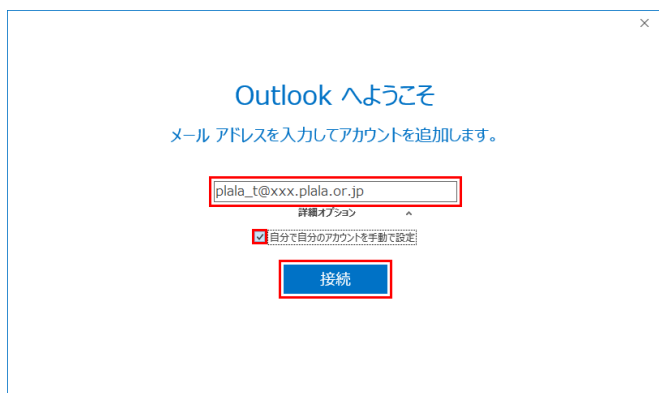 Outlook へようこそ
メール アドレスを入力してアカウントを追加します。
plala_t@xxx.plala.or.jp
詳細オプション
自分で自分のアカウントを手動で設定
接続